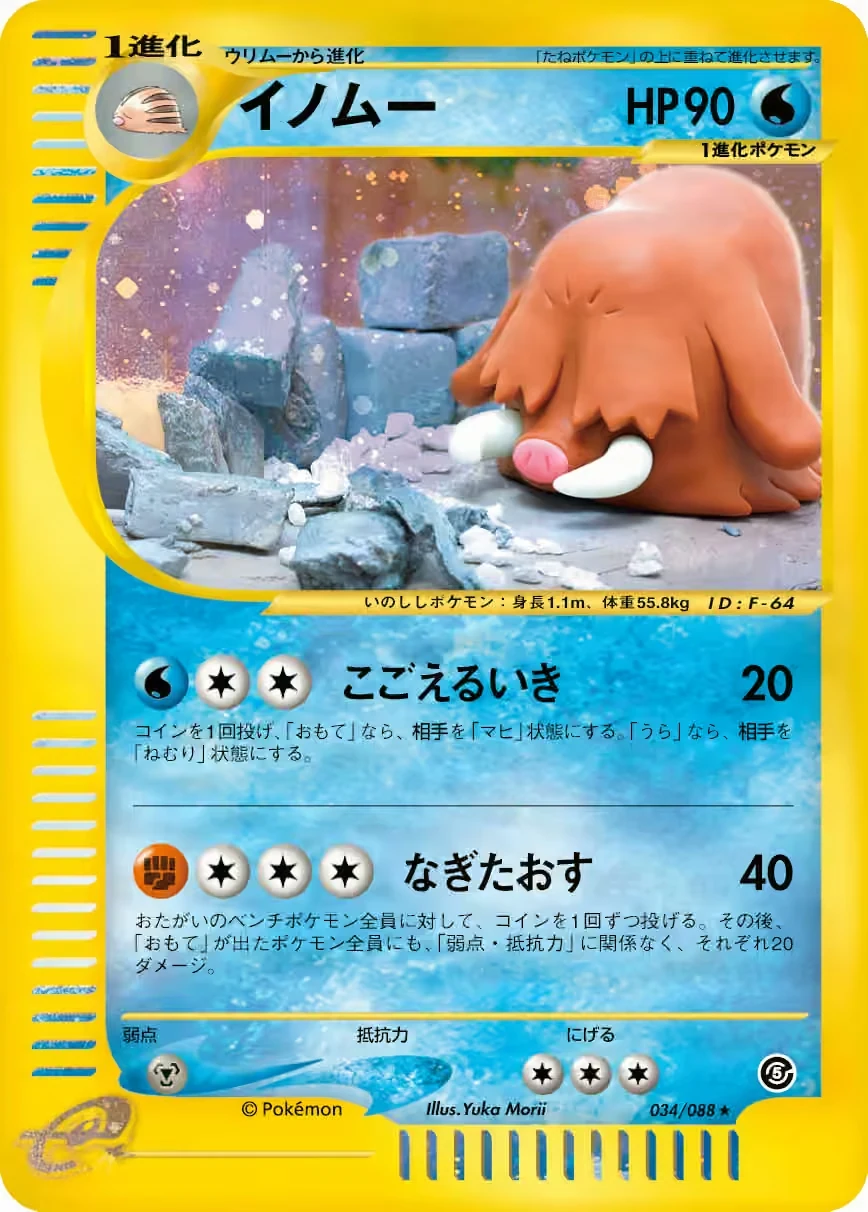 1進化
ウリムーから進化
「たねポケモン」の上に重ねて進化させます。
イノムー
HP90
1進化ポケモン
いのししポケモン：身長1.1m、体重55.8kg ID:F-64
こごえるいき 20
コインを1回投げ、「おもて」なら、相手を「マヒ」状態にする。「うら」なら、相手を
「ねむり」状態にする。
なぎたおす 40
おたがいのベンチポケモン全員に対して、コインを1回ずつ投げる。その後、
「おもて」が出たポケモン全員にも、「弱点・抵抗力」に関係なく、それぞれ20
ダメージ。
弱点 抵抗力 にげる
5
©Pokémon Illus.Yuka Morii 034/088★
e